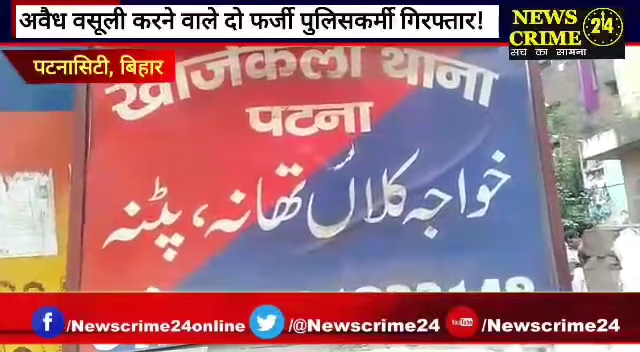 अवैध वसूली करने वाले दो फर्जी पुलिसकर्मी गिरफ्तार!
NEWS
CRIME 24
सच का सामना
पटनासिटी, बिहार
खाजेकलां थाना
पटना
خواجہ کلاں تھانہ، پٹنہ
/Newscrime24online
/@Newscrime24
YouTube
/Newscrime24